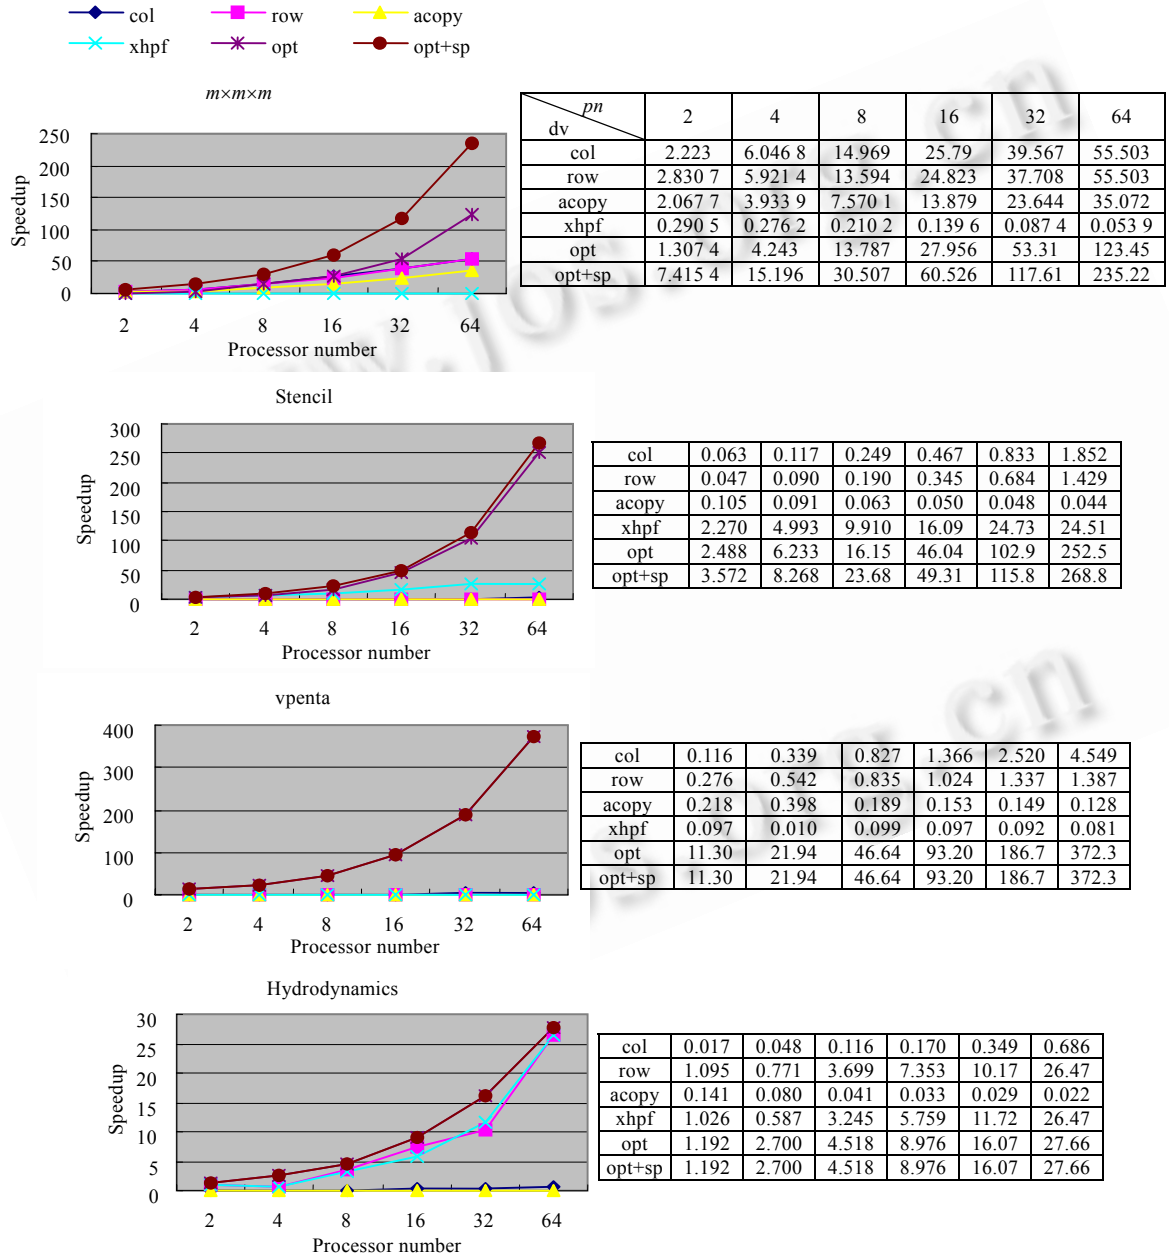 col row acopy
xhpf opt opt+sp
m×m×m
250
200
150
100
50
0
Speedup
2 4 8 16 32 64
Processor number
pn
dv
2 4 8 16 32 64
col 2.223 6.046 8 14.969 25.79 39.567 55.503
row 2.830 7 5.921 4 13.594 24.823 37.708 55.503
acopy 2.067 7 3.933 9 7.570 1 13.879 23.644 35.072
xhpf 0.290 5 0.276 2 0.210 2 0.139 6 0.087 4 0.053 9
opt 1.307 4 4.243 13.787 27.956 53.31 123.45
opt+sp 7.415 4 15.196 30.507 60.526 117.61 235.22
Stencil
300
250
200
150
100
50
0
Speedup
2 4 8 16 32 64
Processor number
col 0.063 0.117 0.249 0.467 0.833 1.852
row 0.047 0.090 0.190 0.345 0.684 1.429
acopy 0.105 0.091 0.063 0.050 0.048 0.044
xhpf 2.270 4.993 9.910 16.09 24.73 24.51
opt 2.488 6.233 16.15 46.04 102.9 252.5
opt+sp 3.572 8.268 23.68 49.31 115.8 268.8
vpenta
400
300
200
100
0
Speedup
2 4 8 16 32 64
Processor number
col 0.116 0.339 0.827 1.366 2.520 4.549
row 0.276 0.542 0.835 1.024 1.337 1.387
acopy 0.218 0.398 0.189 0.153 0.149 0.128
xhpf 0.097 0.010 0.099 0.097 0.092 0.081
opt 11.30 21.94 46.64 93.20 186.7 372.3
opt+sp 11.30 21.94 46.64 93.20 186.7 372.3
Hydrodynamics
30
25
20
15
10
5
0
Speedup
2 4 8 16 32 64
Processor number
col 0.017 0.048 0.116 0.170 0.349 0.686
row 1.095 0.771 3.699 7.353 10.17 26.47
acopy 0.141 0.080 0.041 0.033 0.029 0.022
xhpf 1.026 0.587 3.245 5.759 11.72 26.47
opt 1.192 2.700 4.518 8.976 16.07 27.66
opt+sp 1.192 2.700 4.518 8.976 16.07 27.66